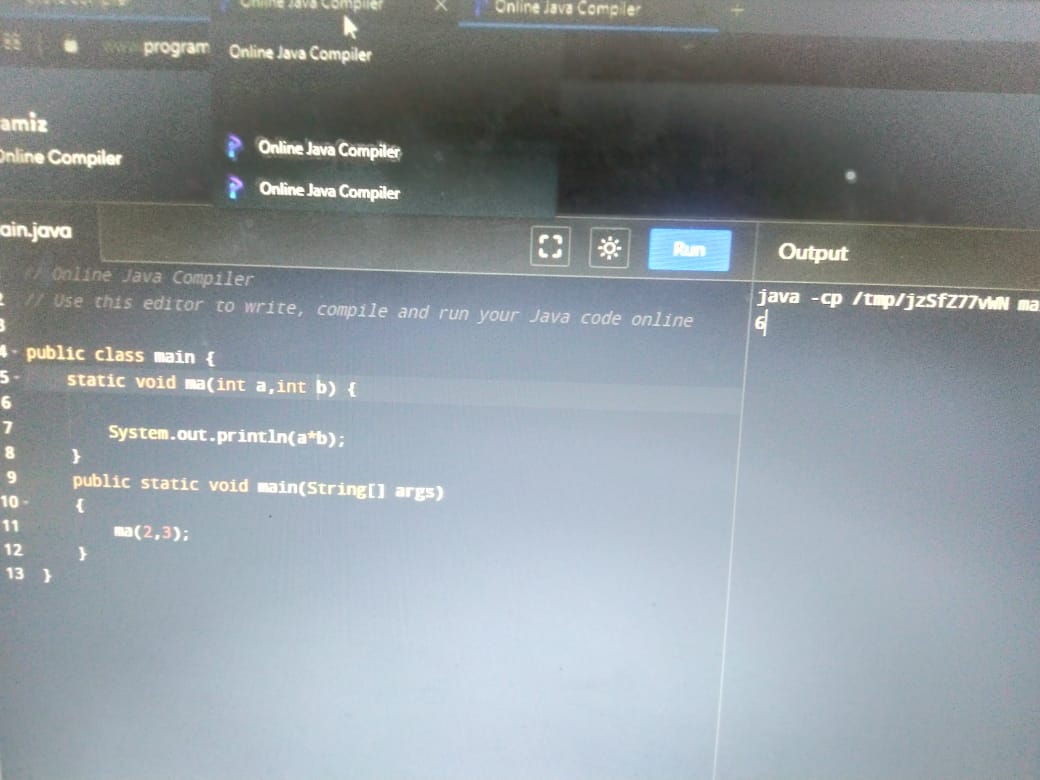 Online Java Compiler
Online Java Compiler
program
Online Java Compiler
amiz
Online Compiler
Online Java Compiler
Online Java Compiler
ain.java
Run
Output
// Online Java Compiler
2 // Use this editor to write, compile and run your Java code online
3
4 public class main {
5 static void ma(int a,int b) {
6
7 System.out.println(a*b);
8 }
9 public static void main(String[] args)
10 {
11 ma(2,3);
12 }
13 }
java -cp /tmp/jzSfZ77vWN ma
6